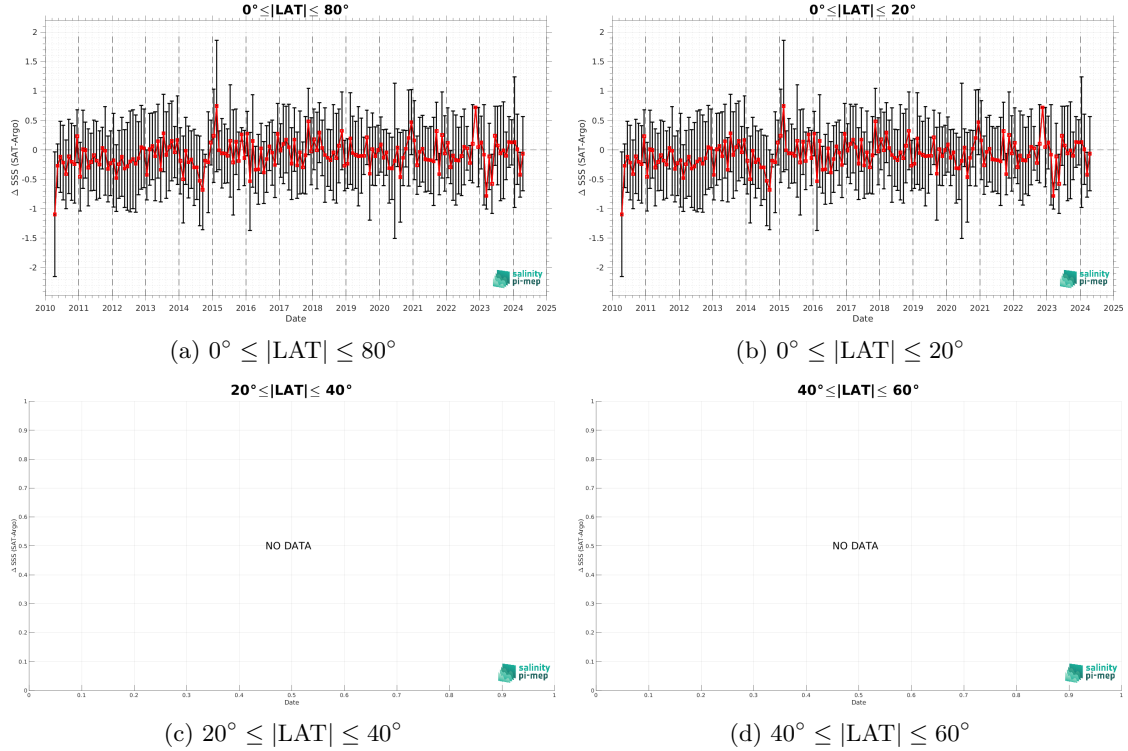 0°≤|LAT|≤ 80°
2
1.5
1
0.5
0
-0.5
-1
-1.5
-2
Δ SSS (SAT-Argo)
2010 2011 2012 2013 2014 2015 2016 2017 2018 2019 2020 2021 2022 2023 2024 2025
Date
salinity
pi-mep
(a) 0° ≤ |LAT| ≤ 80°
0°≤|LAT|≤ 20°
2
1.5
1
0.5
0
-0.5
-1
-1.5
-2
Δ SSS (SAT-Argo)
2010 2011 2012 2013 2014 2015 2016 2017 2018 2019 2020 2021 2022 2023 2024 2025
Date
salinity
pi-mep
(b) 0° ≤ |LAT| ≤ 20°
20°≤|LAT|≤ 40°
1
0.9
0.8
0.7
0.6
0.5
0.4
0.3
0.2
0.1
0
Δ SSS (SAT-Argo)
NO DATA
0 0.1 0.2 0.3 0.4 0.5 0.6 0.7 0.8 0.9 1
Date
salinity
pi-mep
(c) 20° ≤ |LAT| ≤ 40°
40°≤|LAT|≤ 60°
1
0.9
0.8
0.7
0.6
0.5
0.4
0.3
0.2
0.1
0
Δ SSS (SAT-Argo)
NO DATA
0 0.1 0.2 0.3 0.4 0.5 0.6 0.7 0.8 0.9 1
Date
salinity
pi-mep
(d) 40° ≤ |LAT| ≤ 60°